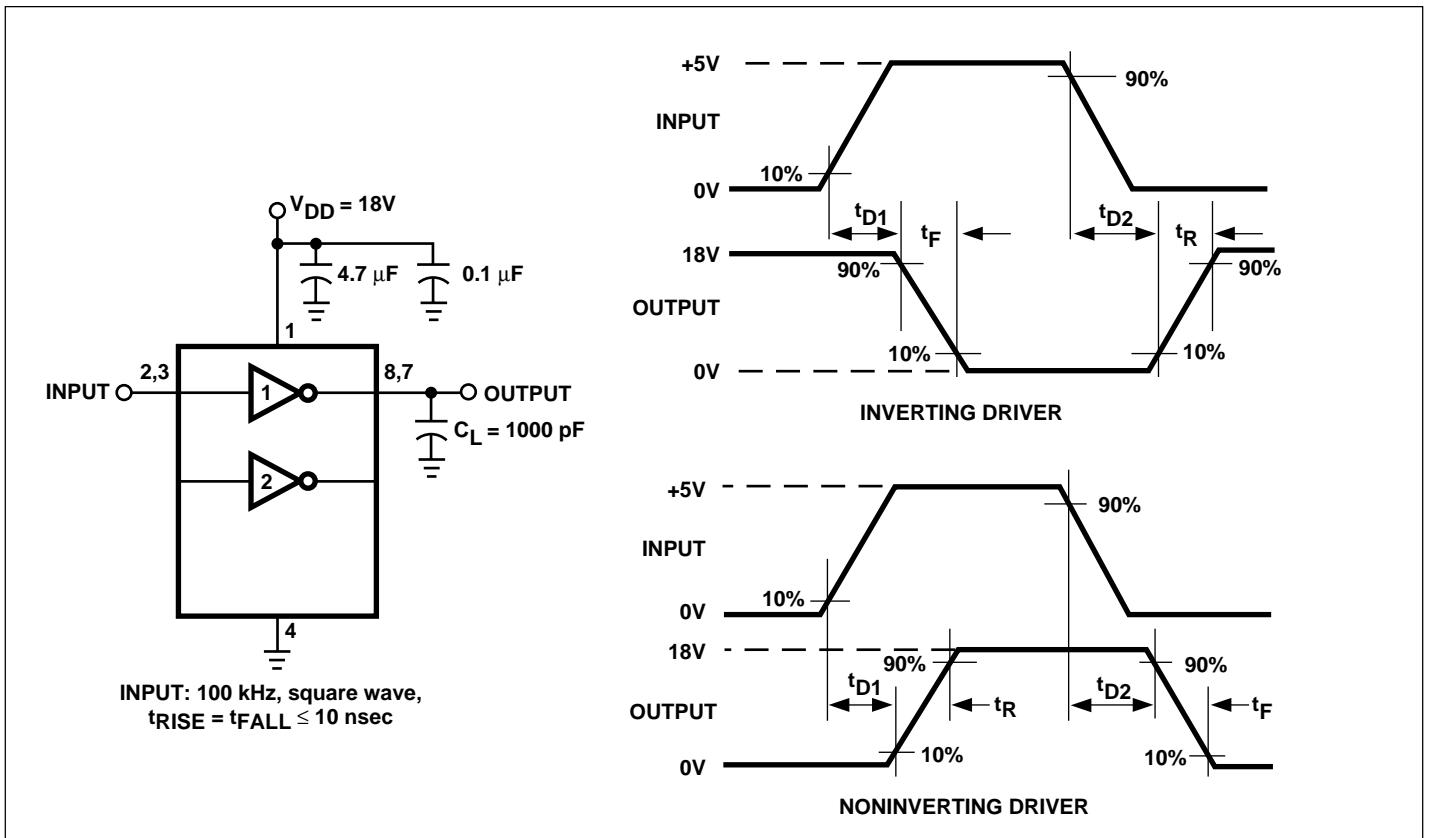 V_DD = 18V
4.7 µF
0.1 µF
1
INPUT
2,3
1
8,7
OUTPUT
C_L = 1000 pF
2
4
INPUT: 100 kHz, square wave,
t_RISE = t_FALL ≤ 10 nsec
+5V
INPUT
0V
10%
90%
t_D1
t_F
t_D2
t_R
18V
90%
90%
OUTPUT
10%
10%
0V
INVERTING DRIVER
+5V
INPUT
90%
10%
0V
18V
90%
90%
t_D1
t_R
t_D2
t_F
OUTPUT
10%
10%
0V
NONINVERTING DRIVER